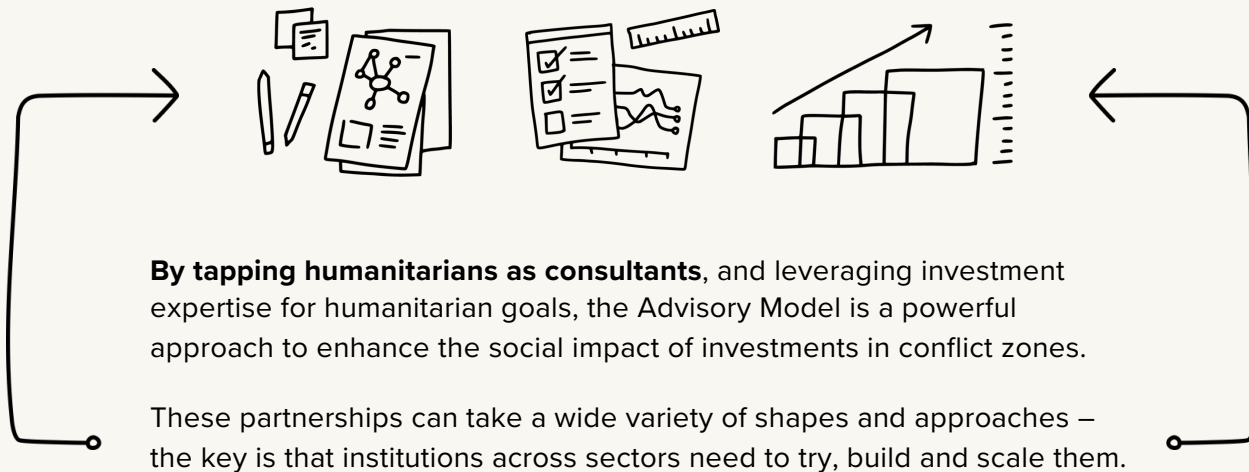 By tapping humanitarians as consultants, and leveraging investment
expertise for humanitarian goals, the Advisory Model is a powerful
approach to enhance the social impact of investments in conflict zones.
These partnerships can take a wide variety of shapes and approaches –
the key is that institutions across sectors need to try, build and scale them.